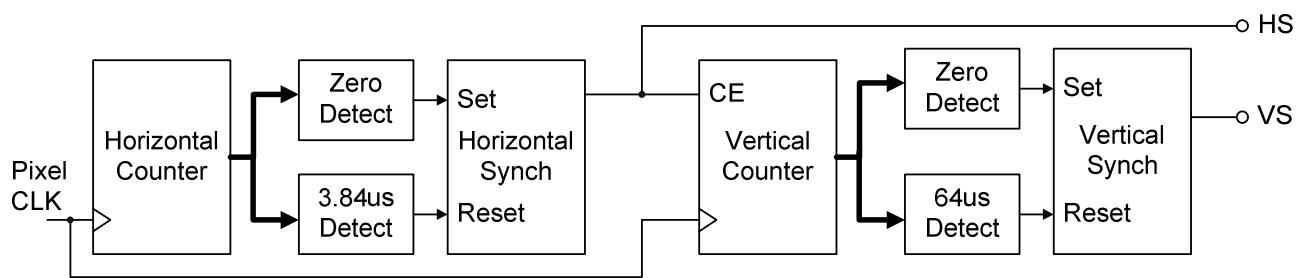 HS
Zero
Detect
Set
Horizontal
Counter
Horizontal
Synch
3.84us
Detect
Reset
Pixel
CLK
CE
Vertical
Counter
Zero
Detect
Set
Vertical
Synch
64us
Detect
Reset
VS